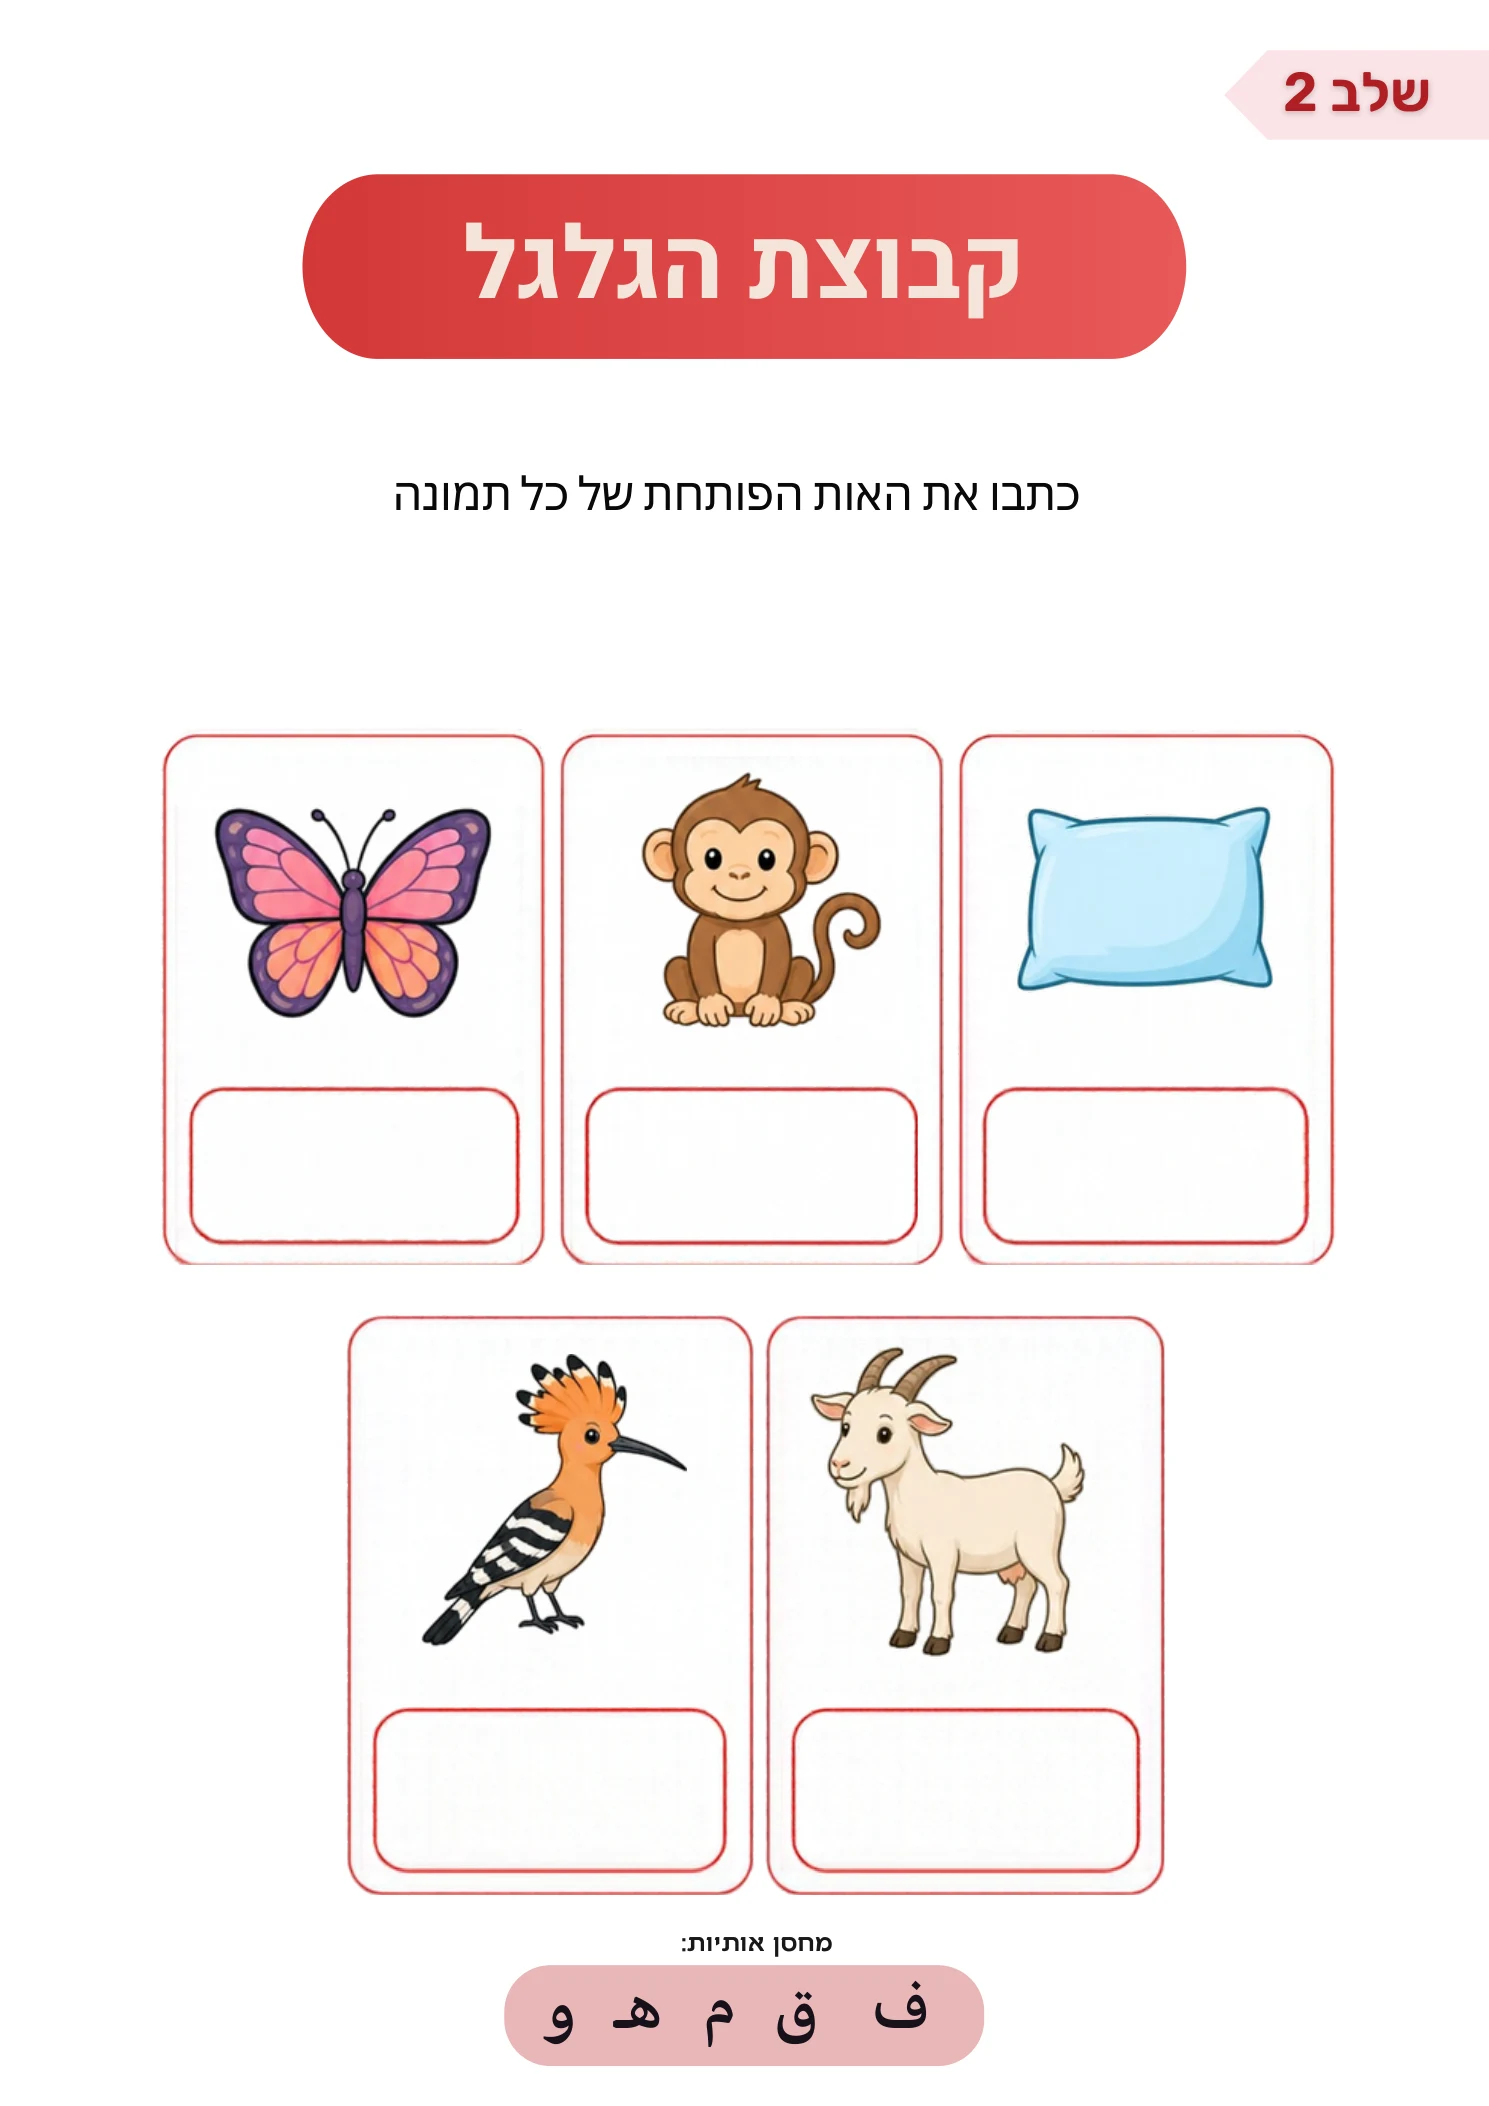 שלב 2
קבוצת הגלגל
כתבו את האות הפותחת של כל תמונה
מחסן אותיות:
ف ق م هـ و